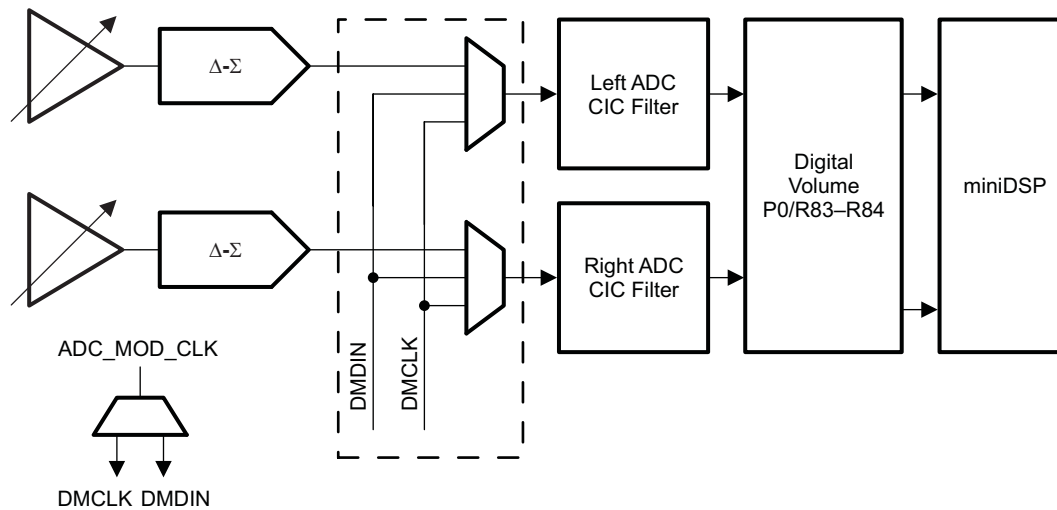 Δ-Σ
Left ADC
CIC Filter
Digital
Volume
P0/R83–R84
miniDSP
Δ-Σ
Right ADC
CIC Filter
DMDIN
DMCLK
ADC_MOD_CLK
DMCLK DMDIN